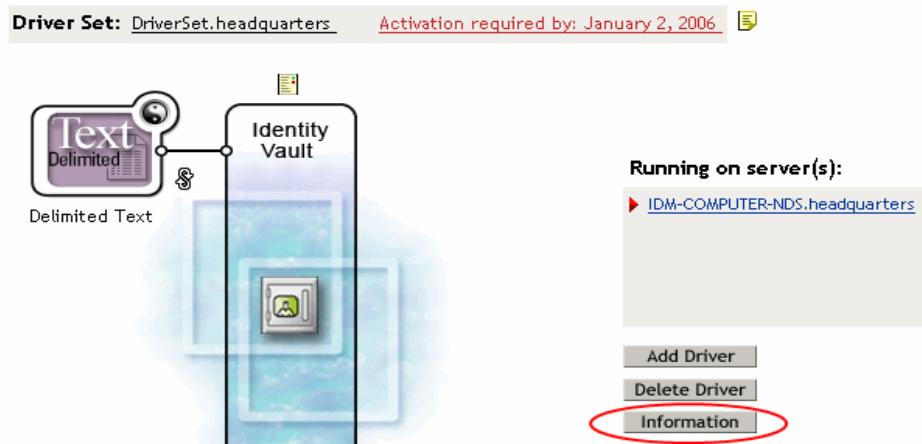 Driver Set: DriverSet.headquarters Activation required by: January 2, 2006
Text
Delimited
Identity
Vault
Delimited Text
Running on server(s):
IDM-COMPUTER-NDS.headquarters
Add Driver
Delete Driver
Information